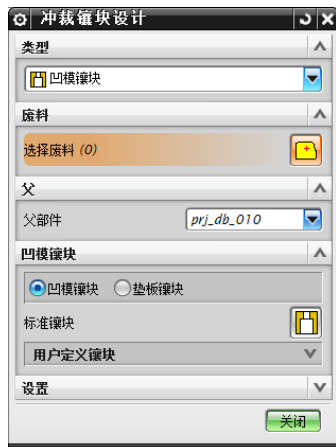 冲裁镶块设计
类型
凹模镶块
废料
选择废料 (0)
父
父部件 prj_db_010
凹模镶块
凹模镶块 垫板镶块
标准镶块
用户定义镶块
设置
关闭